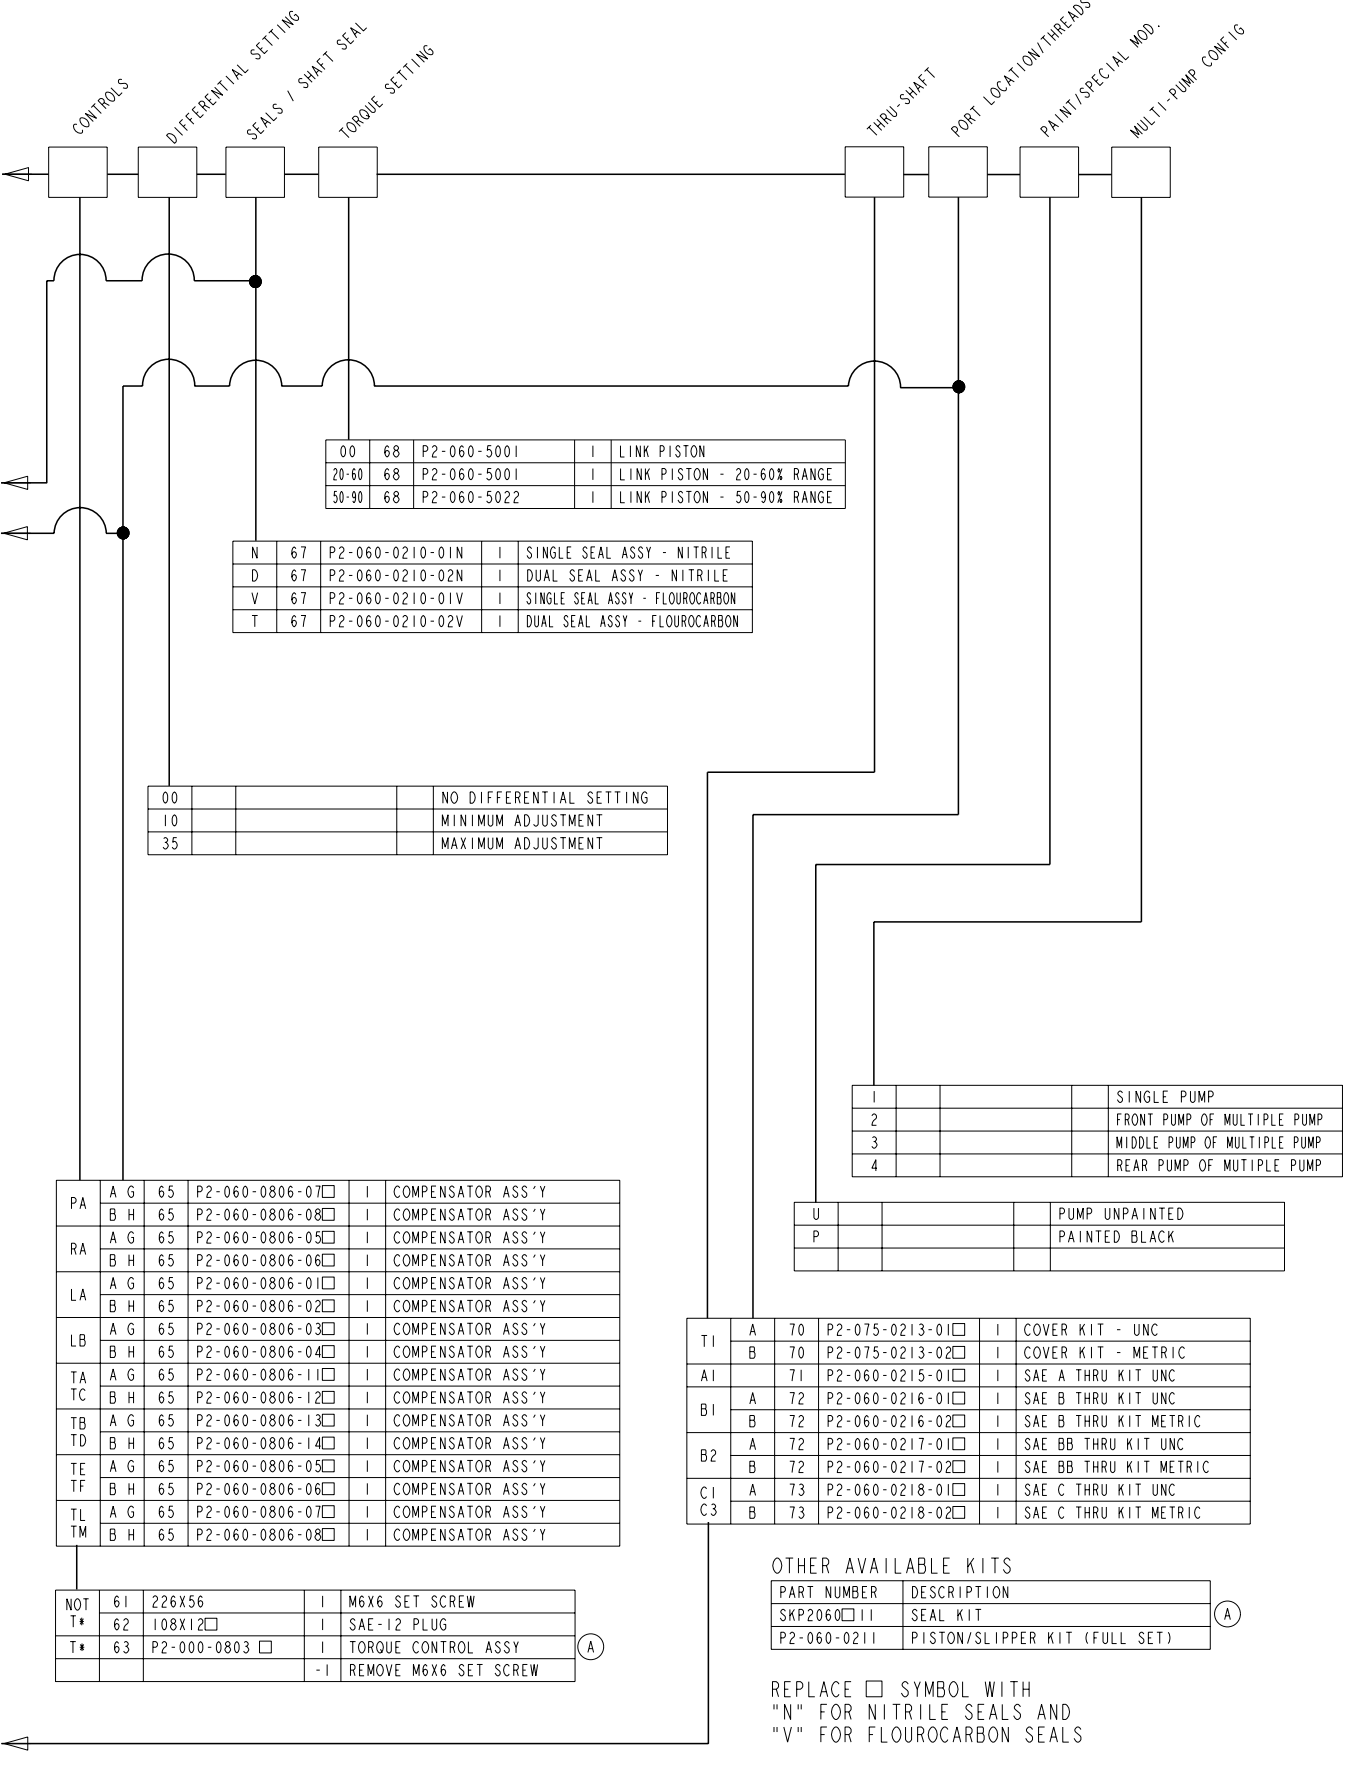 CONTROLS
DIFFERENTIAL SETTING
SEALS / SHAFT SEAL
TORQUE SETTING
THRU-SHAFT
PORT LOCATION/THREADS
PAINT/SPECIAL MOD.
MULTI-PUMP CONFIG
00 68 P2-060-5001 1 LINK PISTON
20-60 68 P2-060-5001 1 LINK PISTON - 20-60% RANGE
50-90 68 P2-060-5022 1 LINK PISTON - 50-90% RANGE
N 67 P2-060-0210-01N 1 SINGLE SEAL ASSY - NITRILE
D 67 P2-060-0210-02N 1 DUAL SEAL ASSY - NITRILE
V 67 P2-060-0210-01V 1 SINGLE SEAL ASSY - FLOUROCARBON
T 67 P2-060-0210-02V 1 DUAL SEAL ASSY - FLOUROCARBON
00 NO DIFFERENTIAL SETTING
10 MINIMUM ADJUSTMENT
35 MAXIMUM ADJUSTMENT
1 SINGLE PUMP
2 FRONT PUMP OF MULTIPLE PUMP
3 MIDDLE PUMP OF MULTIPLE PUMP
4 REAR PUMP OF MUTIPLE PUMP
U PUMP UNPAINTED
P PAINTED BLACK
PA A G 65 P2-060-0806-07□ 1 COMPENSATOR ASS'Y
B H 65 P2-060-0806-08□ 1 COMPENSATOR ASS'Y
RA A G 65 P2-060-0806-05□ 1 COMPENSATOR ASS'Y
B H 65 P2-060-0806-06□ 1 COMPENSATOR ASS'Y
LA A G 65 P2-060-0806-01□ 1 COMPENSATOR ASS'Y
B H 65 P2-060-0806-02□ 1 COMPENSATOR ASS'Y
LB A G 65 P2-060-0806-03□ 1 COMPENSATOR ASS'Y
B H 65 P2-060-0806-04□ 1 COMPENSATOR ASS'Y
TA A G 65 P2-060-0806-11□ 1 COMPENSATOR ASS'Y
TC B H 65 P2-060-0806-12□ 1 COMPENSATOR ASS'Y
TB A G 65 P2-060-0806-13□ 1 COMPENSATOR ASS'Y
TD B H 65 P2-060-0806-14□ 1 COMPENSATOR ASS'Y
TE A G 65 P2-060-0806-05□ 1 COMPENSATOR ASS'Y
TF B H 65 P2-060-0806-06□ 1 COMPENSATOR ASS'Y
TL A G 65 P2-060-0806-07□ 1 COMPENSATOR ASS'Y
TM B H 65 P2-060-0806-08□ 1 COMPENSATOR ASS'Y
T1 A 70 P2-075-0213-01□ 1 COVER KIT - UNC
B 70 P2-075-0213-02□ 1 COVER KIT - METRIC
A1 71 P2-060-0215-01□ 1 SAE A THRU KIT UNC
B1 A 72 P2-060-0216-01□ 1 SAE B THRU KIT UNC
B 72 P2-060-0216-02□ 1 SAE B THRU KIT METRIC
B2 A 72 P2-060-0217-01□ 1 SAE BB THRU KIT UNC
B 72 P2-060-0217-02□ 1 SAE BB THRU KIT METRIC
C1 A 73 P2-060-0218-01□ 1 SAE C THRU KIT UNC
C3 B 73 P2-060-0218-02□ 1 SAE C THRU KIT METRIC
NOT 61 226X56 1 M6X6 SET SCREW
T* 62 108X12□ 1 SAE-12 PLUG
T* 63 P2-000-0803 □ 1 TORQUE CONTROL ASSY A
-1 REMOVE M6X6 SET SCREW
OTHER AVAILABLE KITS
PART NUMBER DESCRIPTION
SKP2060□11 SEAL KIT A
P2-060-0211 PISTON/SLIPPER KIT (FULL SET)
REPLACE □ SYMBOL WITH
"N" FOR NITRILE SEALS AND
"V" FOR FLOUROCARBON SEALS